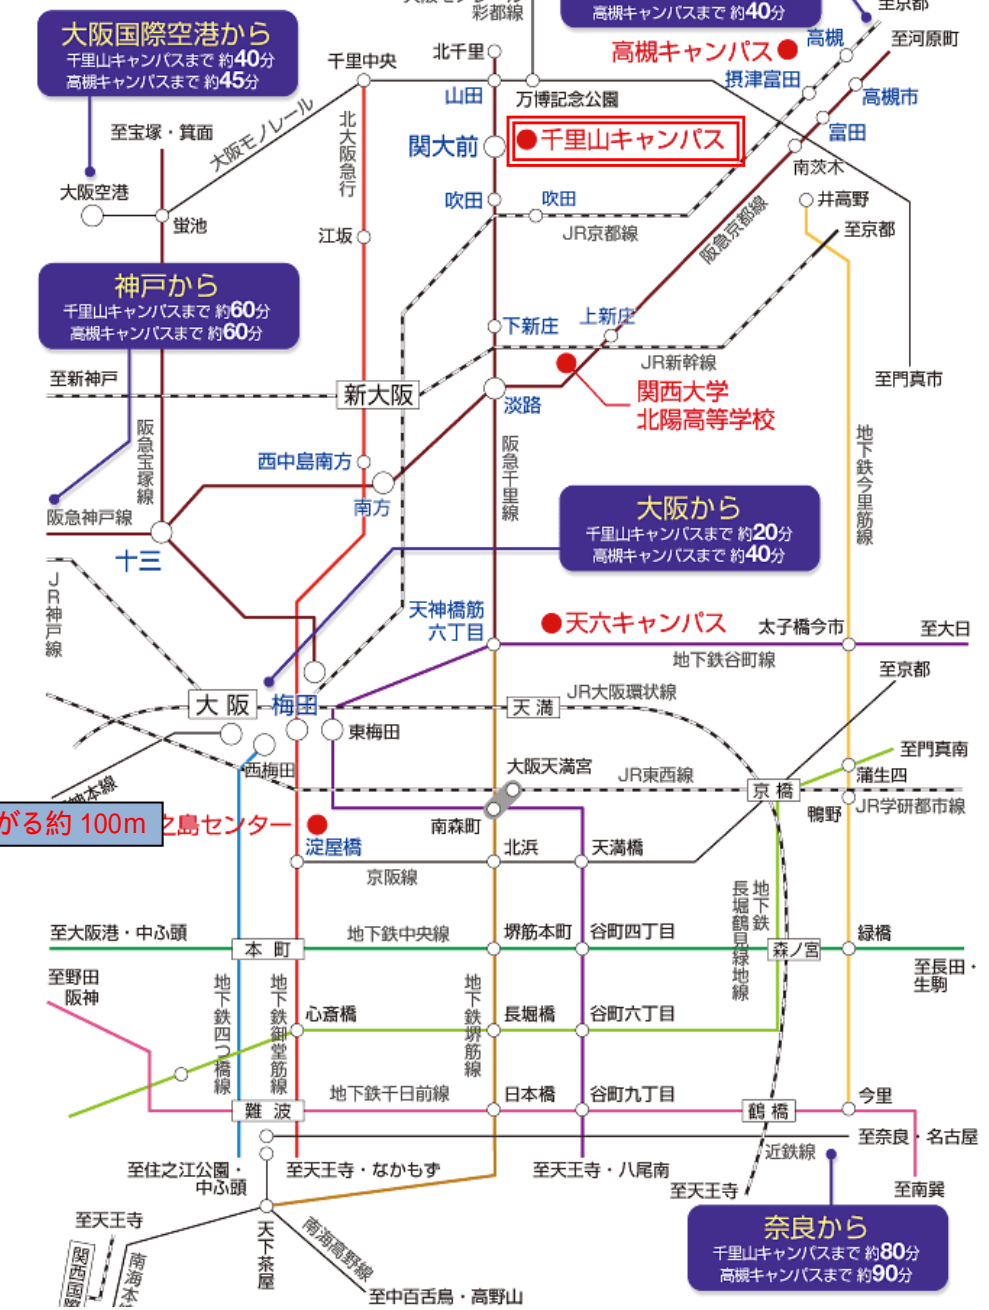 彩都線
高槻キャンパスまで 約40分
至京都
大阪国際空港から
千里山キャンパスまで 約40分
高槻キャンパスまで 約45分
千里中央
北千里
高槻キャンパス
高槻
至河原町
摂津富田
山田
万博記念公園
高槻市
至宝塚・箕面
大阪モノレール
北大阪急行
関大前
千里山キャンパス
富田
南茨木
大阪空港
蛍池
吹田
吹田
JR京都線
阪急京都線
井高野
至京都
江坂
神戸から
千里山キャンパスまで 約60分
高槻キャンパスまで 約60分
下新庄
上新庄
JR新幹線
至新神戸
新大阪
関西大学
北陽高等学校
至門真市
淡路
阪急宝塚線
阪急千里線
地下鉄今里筋線
西中島南方
南方
阪急神戸線
十三
大阪から
千里山キャンパスまで 約20分
高槻キャンパスまで 約40分
JR神戸線
天神橋筋
六丁目
天六キャンパス
太子橋今市
至大日
地下鉄谷町線
至京都
大阪
梅田
天満
JR大阪環状線
東梅田
西梅田
大阪天満宮
JR東西線
京橋
至門真南
蒲生四
鴨野
JR学研都市線
神本線
がる約 100m
之島センター
南森町
淀屋橋
北浜
天満橋
京阪線
地下鉄
長堀鶴見緑地線
至大阪港・中ふ頭
地下鉄中央線
本町
堺筋本町
谷町四丁目
森ノ宮
緑橋
至長田・
生駒
至野田
阪神
地下鉄四つ橋線
地下鉄御堂筋線
心斎橋
地下鉄堺筋線
長堀橋
谷町六丁目
地下鉄千日前線
難波
日本橋
谷町九丁目
鶴橋
今里
至奈良・名古屋
近鉄線
至住之江公園・
中ふ頭
至天王寺・なかもず
至天王寺・八尾南
至天王寺
至南巽
至天王寺
天下茶屋
南海高野線
南海本
関西国際
至中百舌鳥・高野山
奈良から
千里山キャンパスまで 約80分
高槻キャンパスまで 約90分